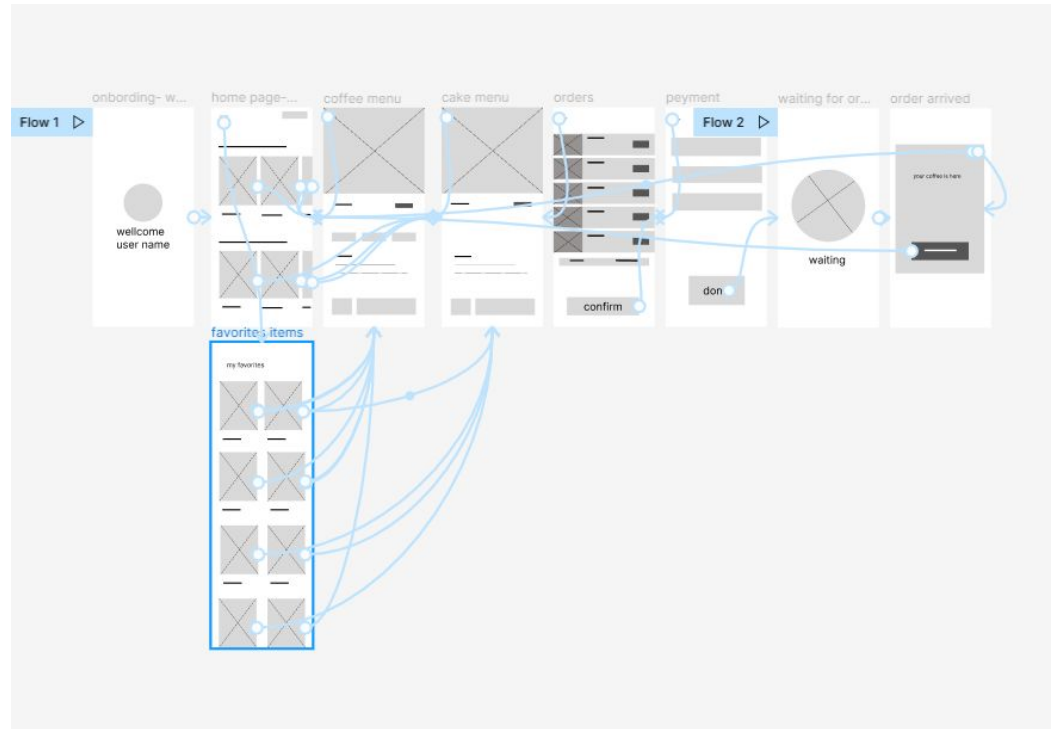 onbording- w...
home page-...
coffee menu
cake menu
orders
peyment
waiting for or...
order arrived
Flow 1
Flow 2
wellcome
user name
confirm
don
waiting
your coffee is here
favorites items
my favorites